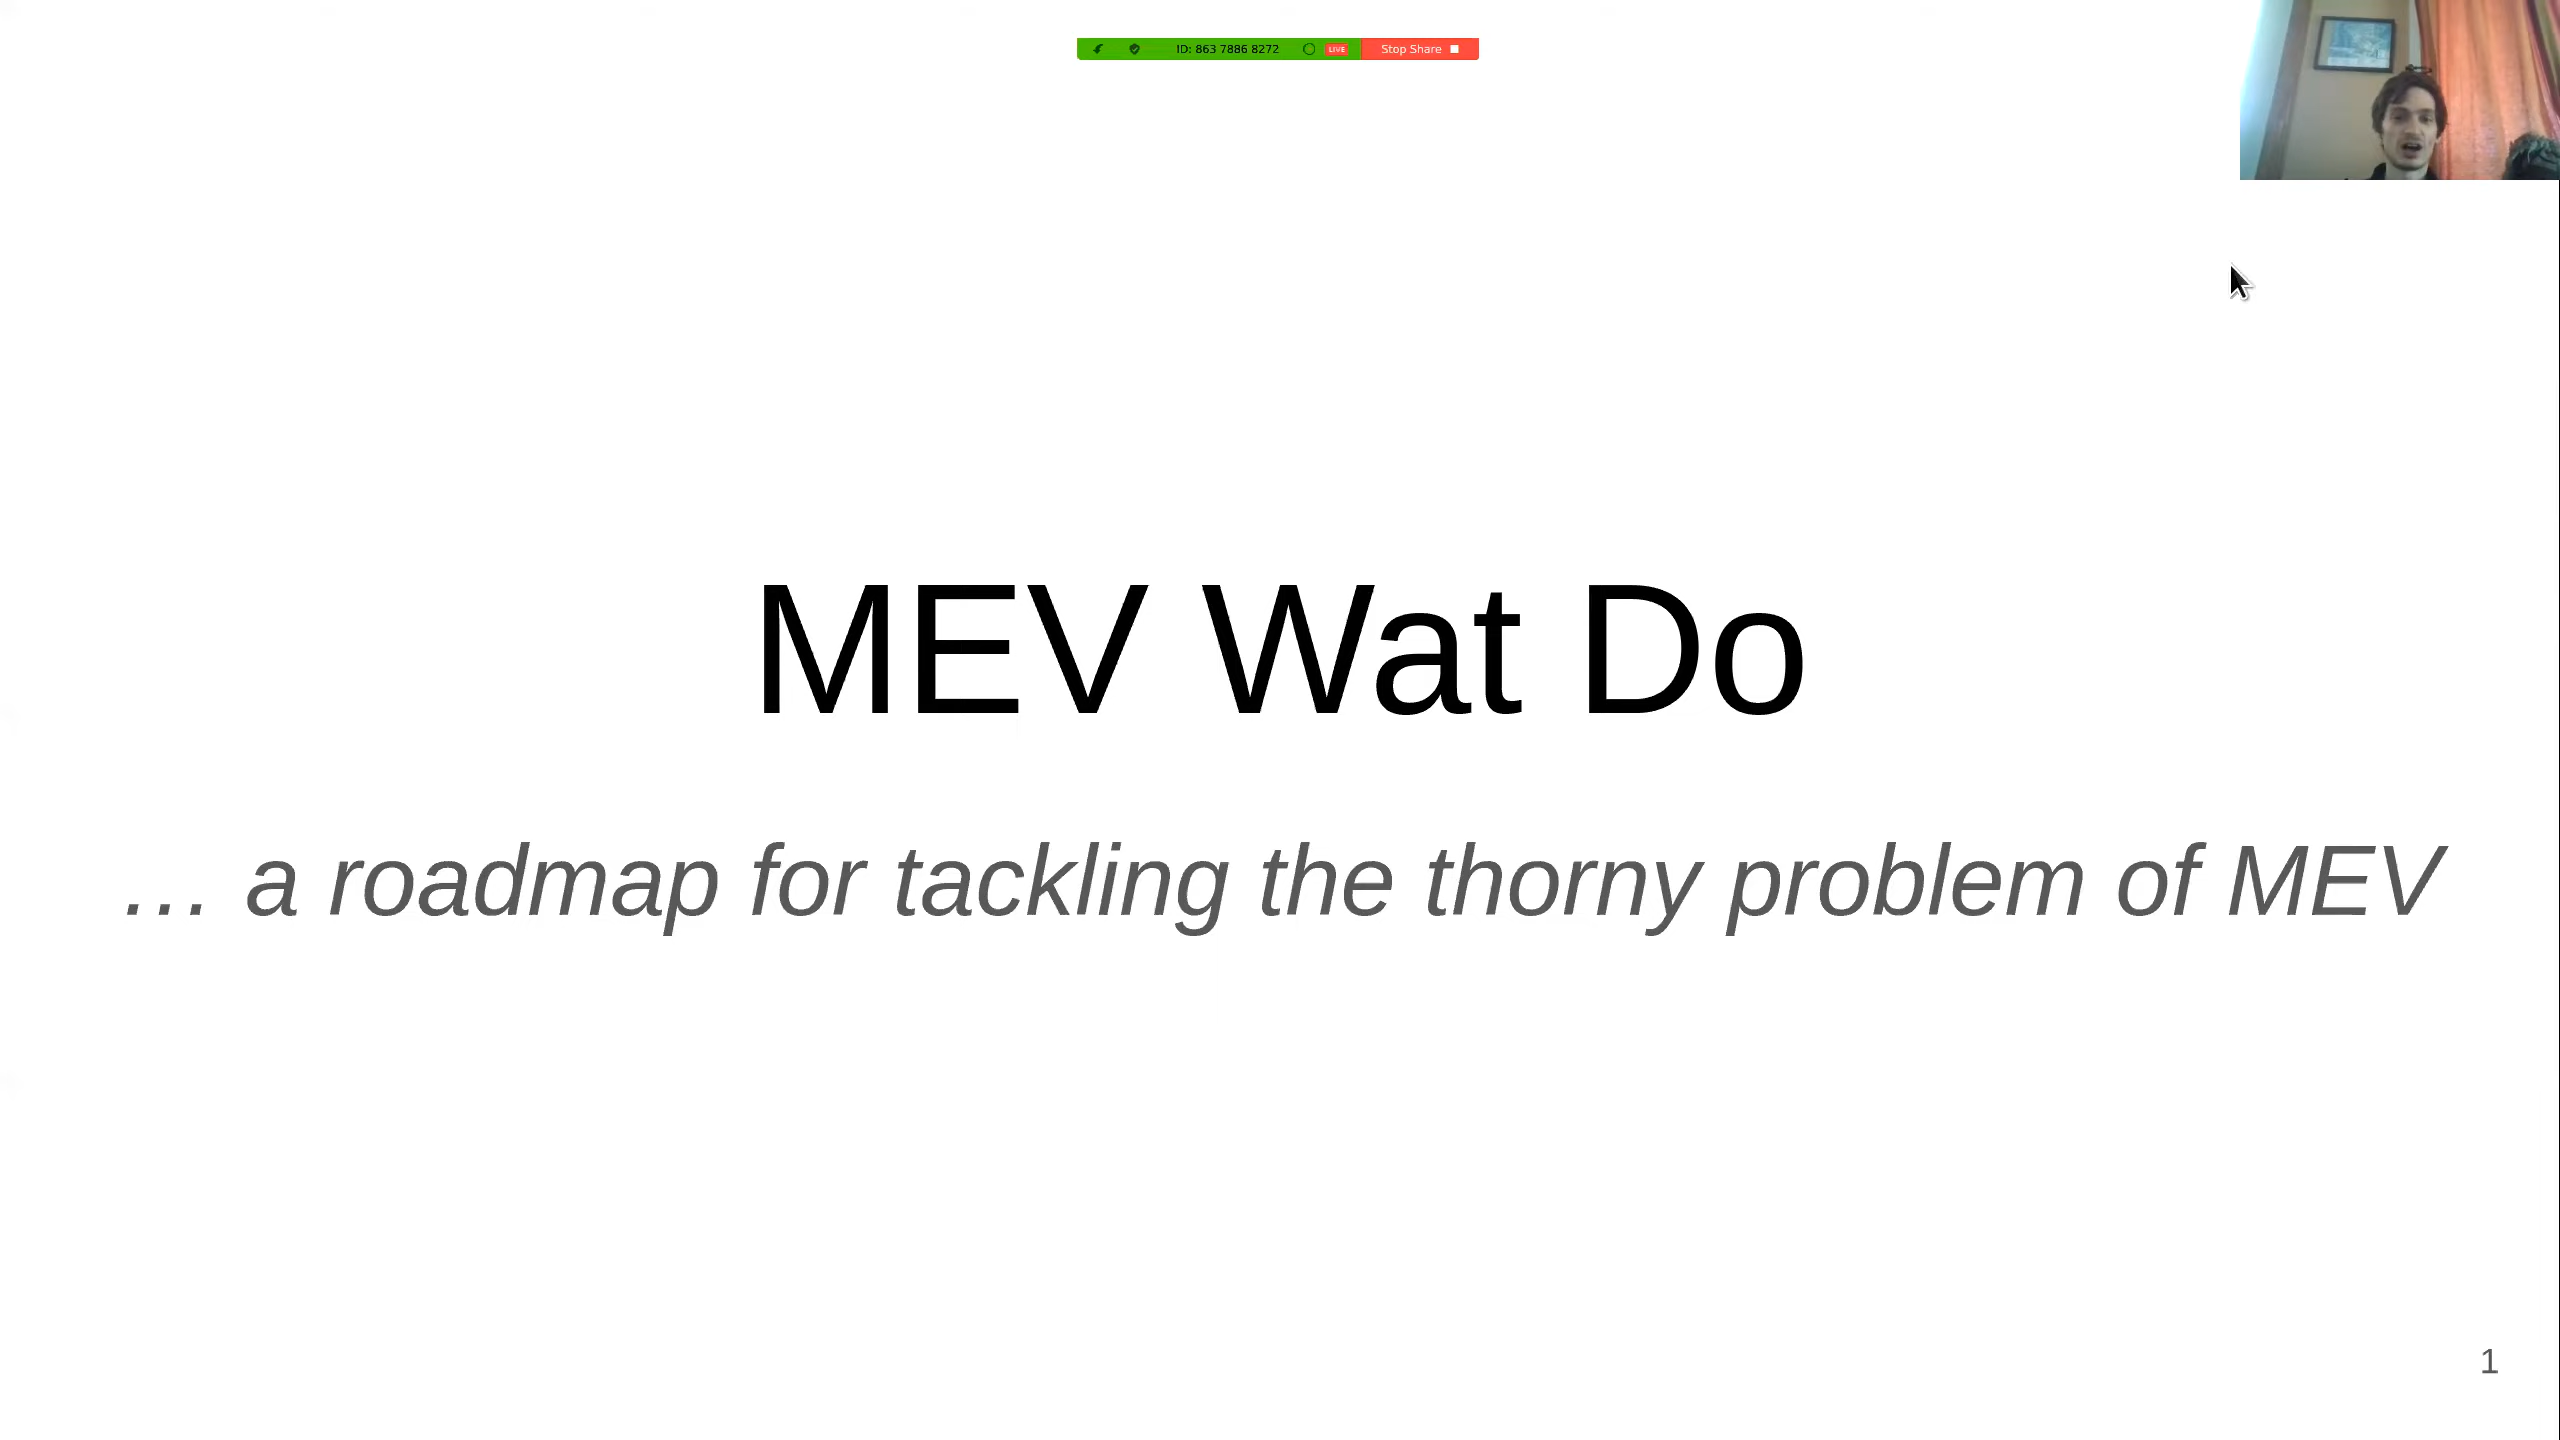 ID: 863 7886 8272 LIVE Stop Share
MEV Wat Do
… a roadmap for tackling the thorny problem of MEV
1